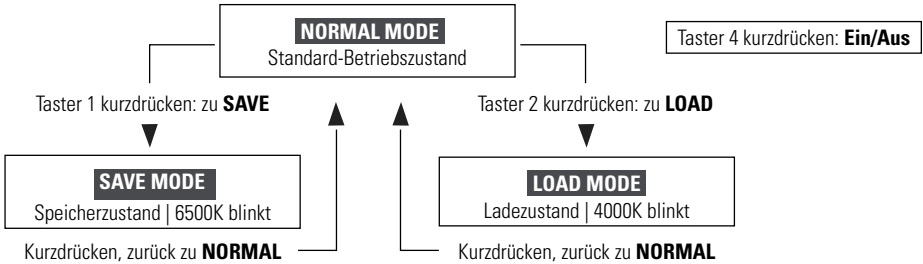 NORMAL MODE
Standard-Betriebszustand
Taster 4 kurzdrücken: Ein/Aus
Taster 1 kurzdrücken: zu SAVE
Taster 2 kurzdrücken: zu LOAD
SAVE MODE
Speicherzustand | 6500K blinkt
LOAD MODE
Ladezustand | 4000K blinkt
Kurzdrücken, zurück zu NORMAL
Kurzdrücken, zurück zu NORMAL